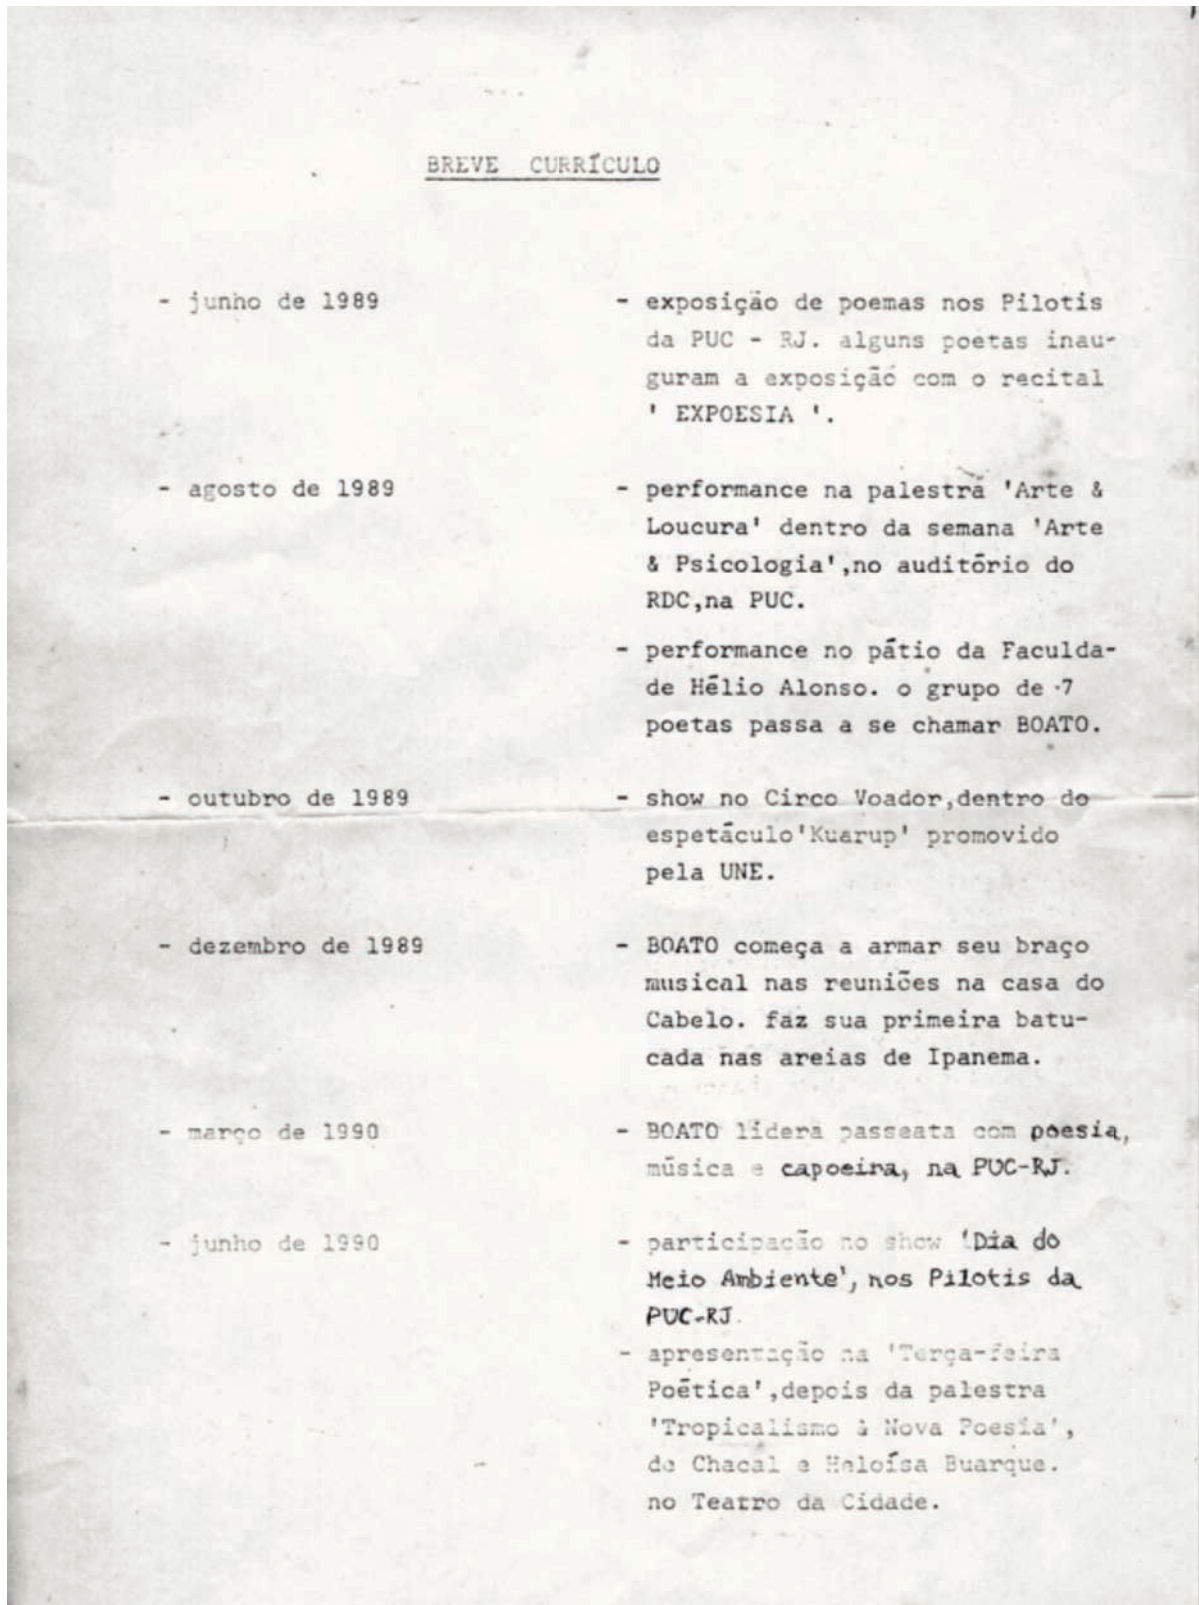 BREVE CURRÍCULO
- junho de 1989 - exposição de poemas nos Pilotis
da PUC - RJ. alguns poetas inau-
guram a exposição com o recital
' EXPOESIA '.
- agosto de 1989 - performance na palestra 'Arte &
Loucura' dentro da semana 'Arte
& Psicologia',no auditório do
RDC,na PUC.
- performance no pátio da Faculda-
de Hélio Alonso. o grupo de 7
poetas passa a se chamar BOATO.
- outubro de 1989 - show no Circo Voador,dentro do
espetáculo'Kuarup' promovido
pela UNE.
- dezembro de 1989 - BOATO começa a armar seu braço
musical nas reuniões na casa do
Cabelo. faz sua primeira batu-
cada nas areias de Ipanema.
- março de 1990 - BOATO lidera passeata com poesia,
música e capoeira, na PUC-RJ.
- junho de 1990 - participação no show 'Dia do
Meio Ambiente', nos Pilotis da
PUC-RJ.
- apresentação na 'Terça-feira
Poética',depois da palestra
'Tropicalismo à Nova Poesia',
de Chacal e Heloísa Buarque.
no Teatro da Cidade.